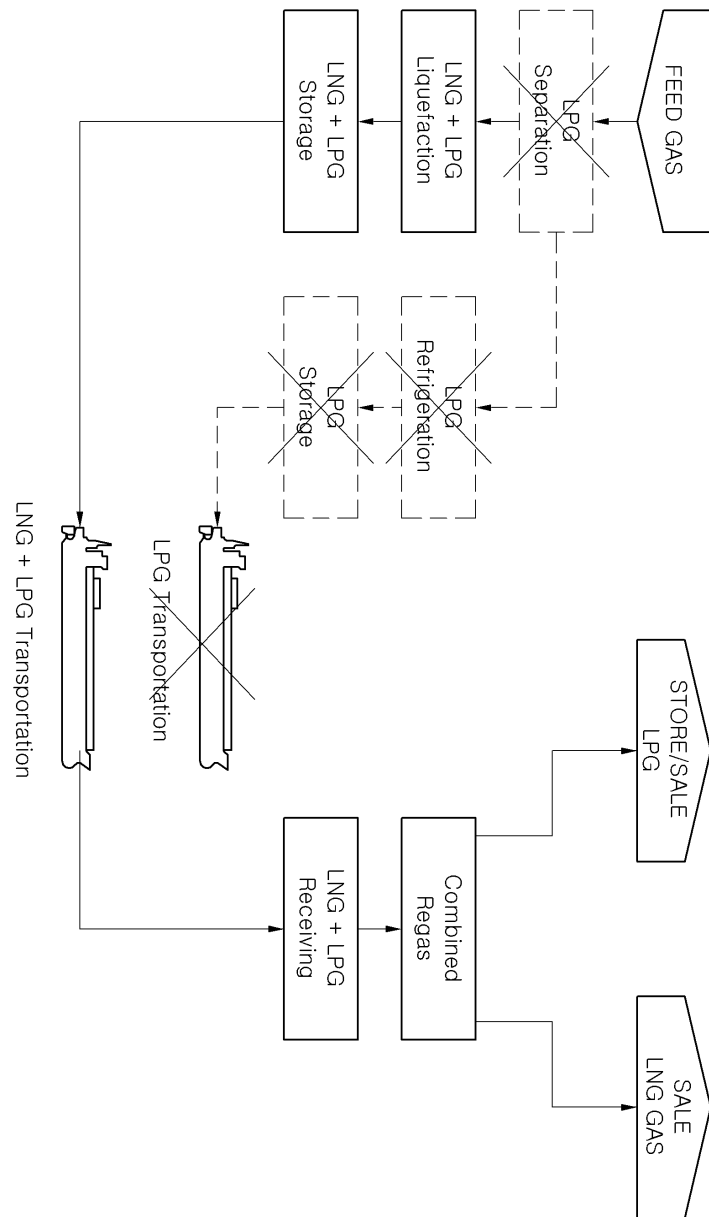 FEED GAS
LPG
Separation
LNG + LPG
Liquefaction
LNG + LPG
Storage
LPG
Refrigeration
LPG
Storage
LPG Transportation
LNG + LPG Transportation
LNG + LPG
Receiving
Combined
Regas
STORE/SALE
LPG
SALE
LNG GAS